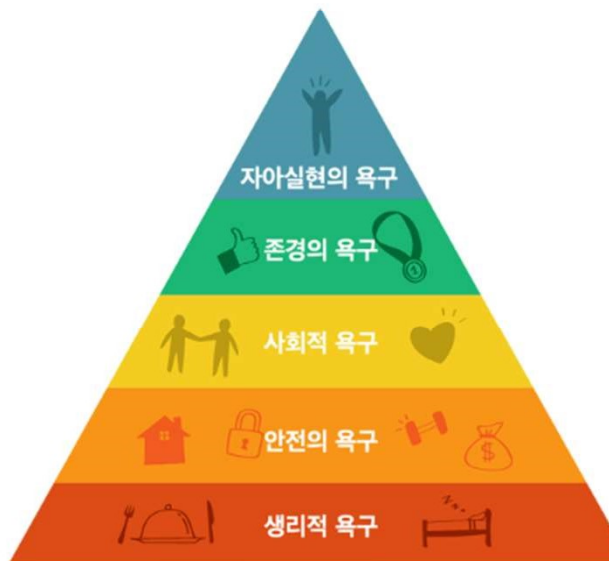 자아실현의 욕구
존경의 욕구
1
사회적 욕구
안전의 욕구
$
생리적 욕구
z z z